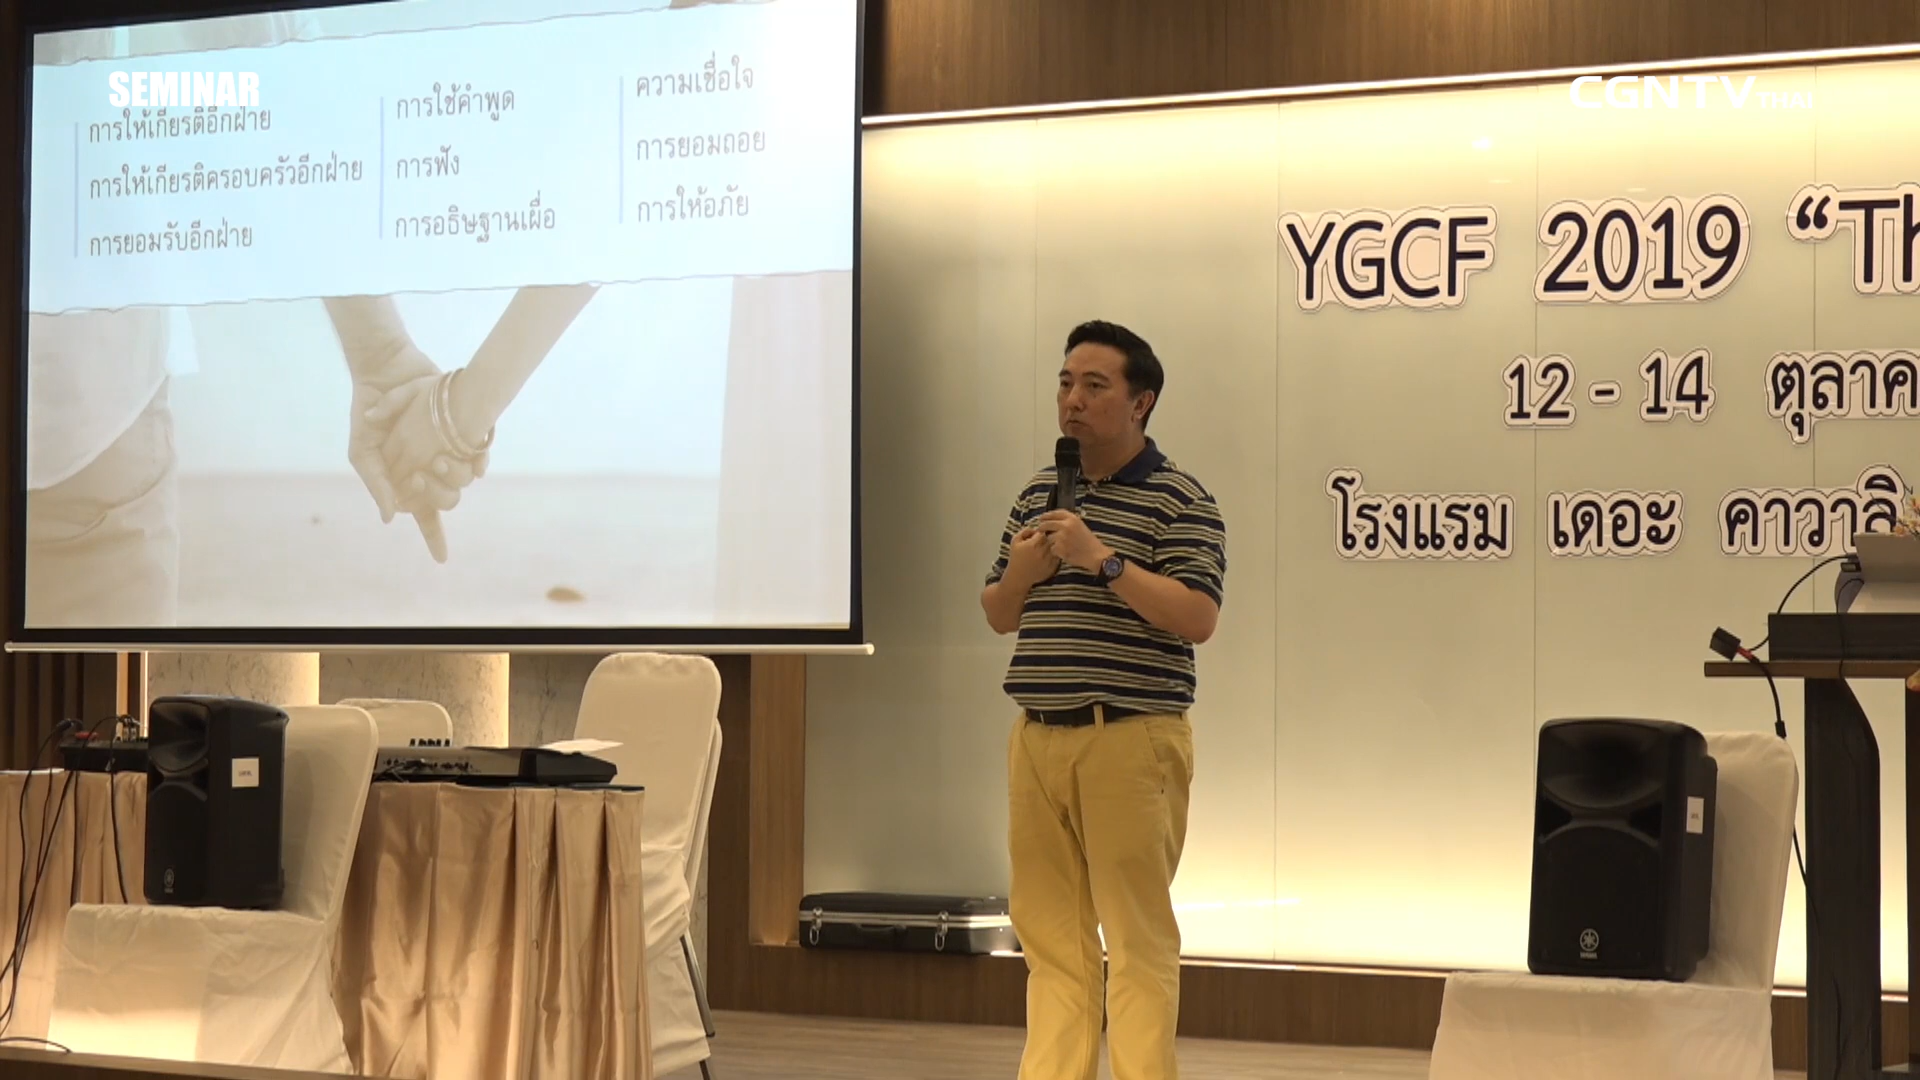 SEMINAR
การให้เกียรติอีกฝ่าย
การให้เกียรติครอบครัวอีกฝ่าย
การยอมรับอีกฝ่าย
การใช้คำพูด
การฟัง
การอธิษฐานเผื่อ
ความเชื่อใจ
การยอมถอย
การให้อภัย
CGNTV THAI
YGCF 2019 “Th
12 - 14 ตุลาค
โรงแรม เดอะ คาวาลิ
YAMAHA